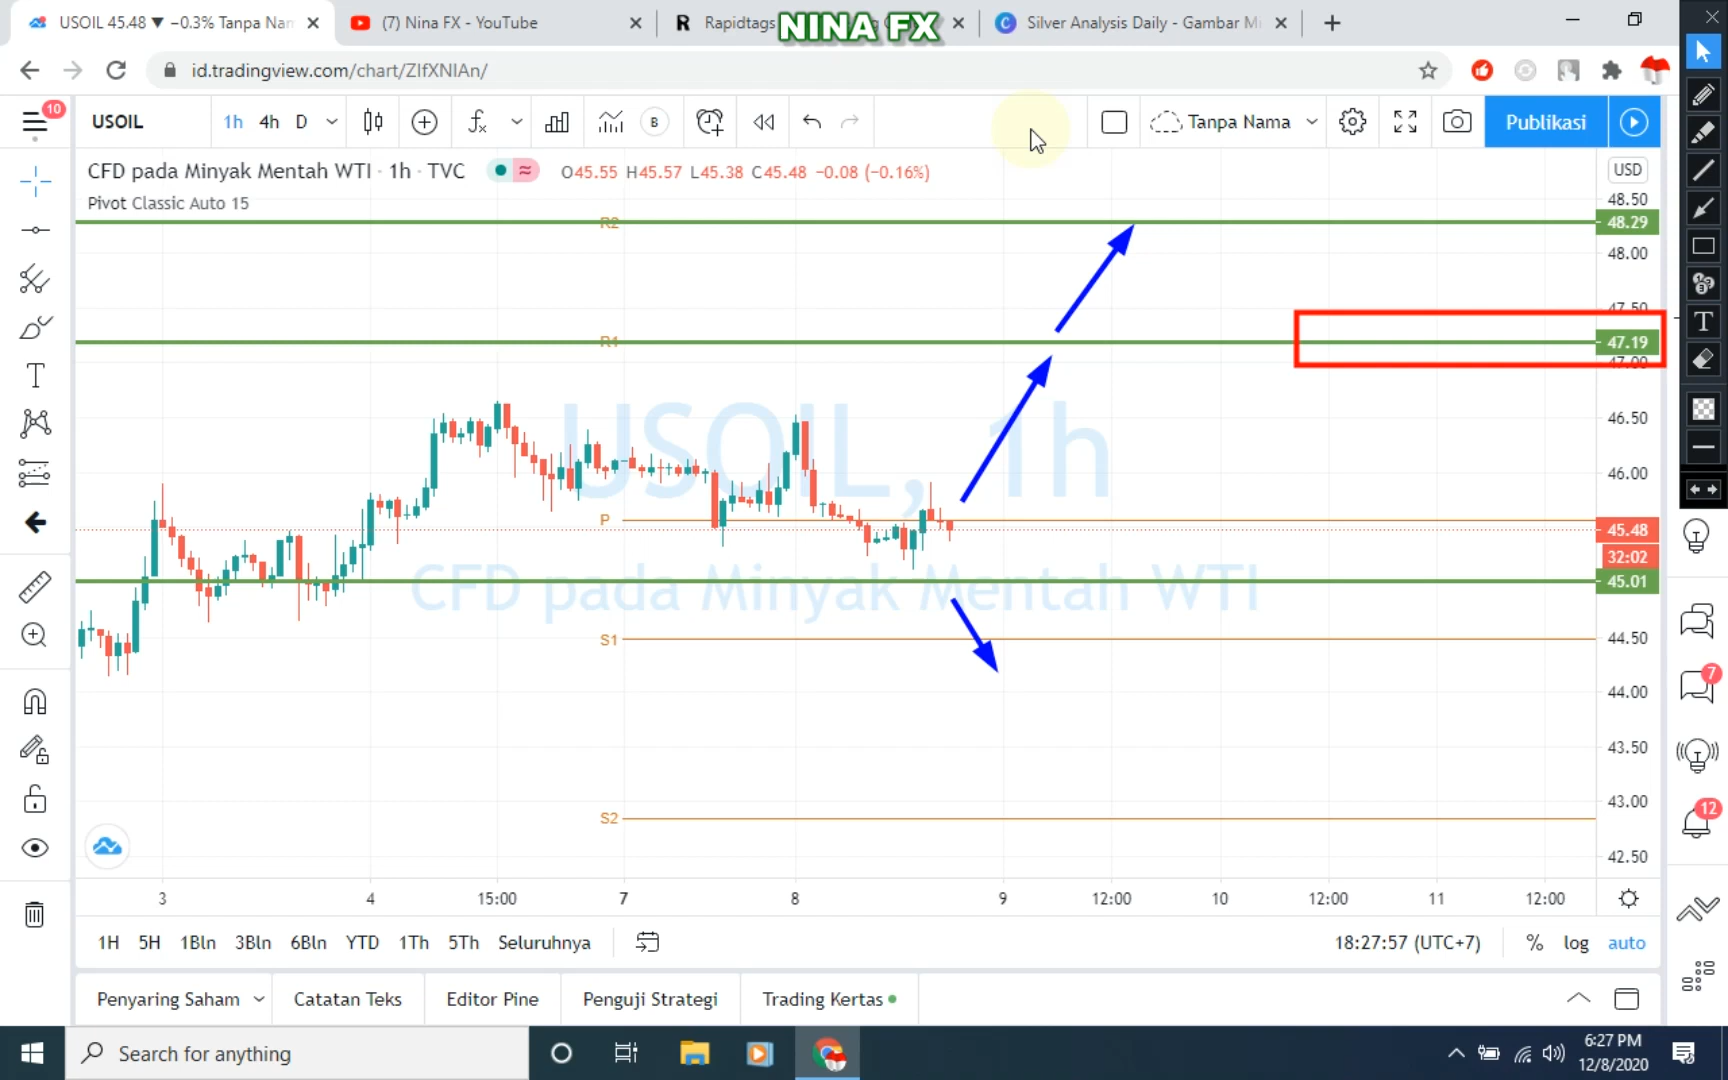 USOIL 45.48 ▼ −0.3% Tanpa Nan
(7) Nina FX - YouTube
Rapidtags
NINA FX
Silver Analysis Daily - Gambar M
id.tradingview.com/chart/ZIfXNIAn/
10
USOIL
1h 4h D
B
Tanpa Nama
Publikasi
CFD pada Minyak Mentah WTI · 1h · TVC
O45.55 H45.57 L45.38 C45.48 −0.08 (−0.16%)
USD
Pivot Classic Auto 15
48.50
R2
48.29
48.00
47.50
R1
47.19
47.00
46.50
USOIL, 1h
46.00
P
45.48
32:02
CFD pada Minyak Mentah WTI
45.01
S1
44.50
44.00
43.50
43.00
S2
42.50
7
12
3 4 15:00 7 8 9 12:00 10 12:00 11 12:00
1H 5H 1Bln 3Bln 6Bln YTD 1Th 5Th Seluruhnya
18:27:57 (UTC+7) % log auto
Penyaring Saham Catatan Teks Editor Pine Penguji Strategi Trading Kertas
Search for anything
6:27 PM
12/8/2020